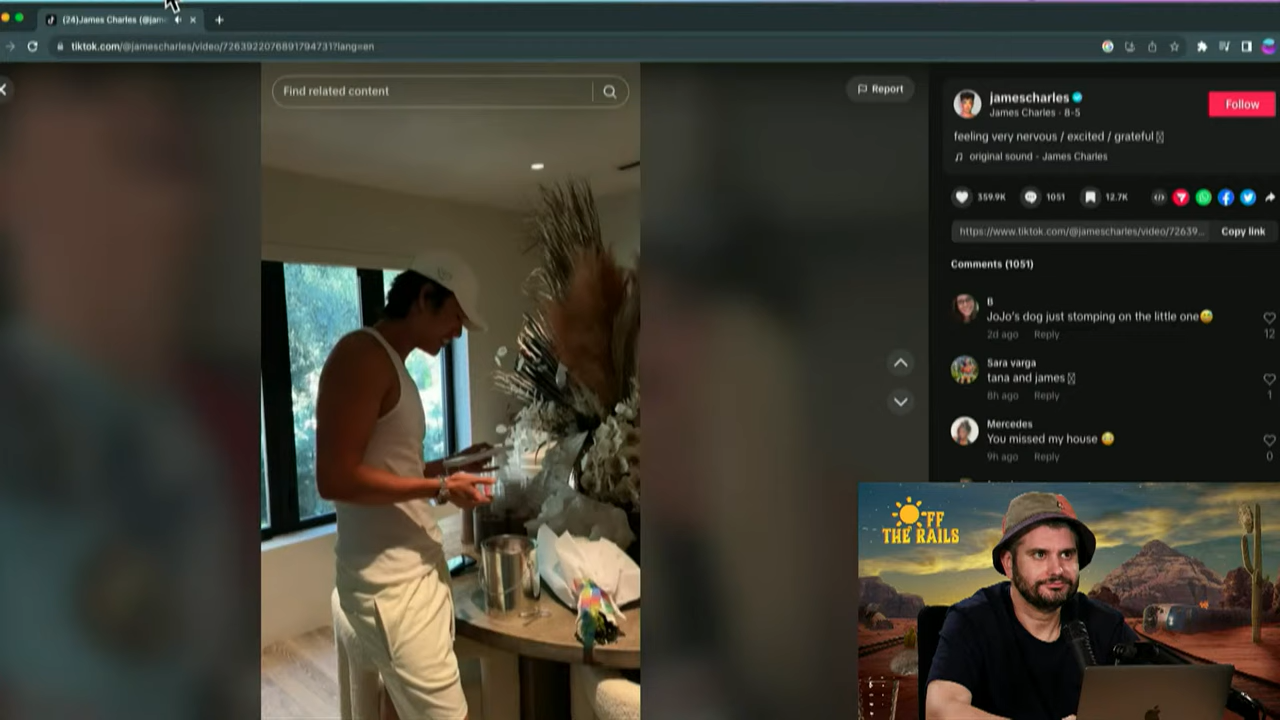 (24)James Charles (@jam
tiktok.com/@jamescharles/video/7263922076891794731?lang=en
Find related content
Report
jamescharles
James Charles · 8-5
Follow
feeling very nervous / excited / grateful
original sound - James Charles
359.9K
1051
12.7K
https://www.tiktok.com/@jamescharles/video/72639...
Copy link
Comments (1051)
B
JoJo's dog just stomping on the little one
2d ago Reply
12
Sara varga
tana and james
8h ago Reply
1
Mercedes
You missed my house
9h ago Reply
0
OFF
THE RAILS